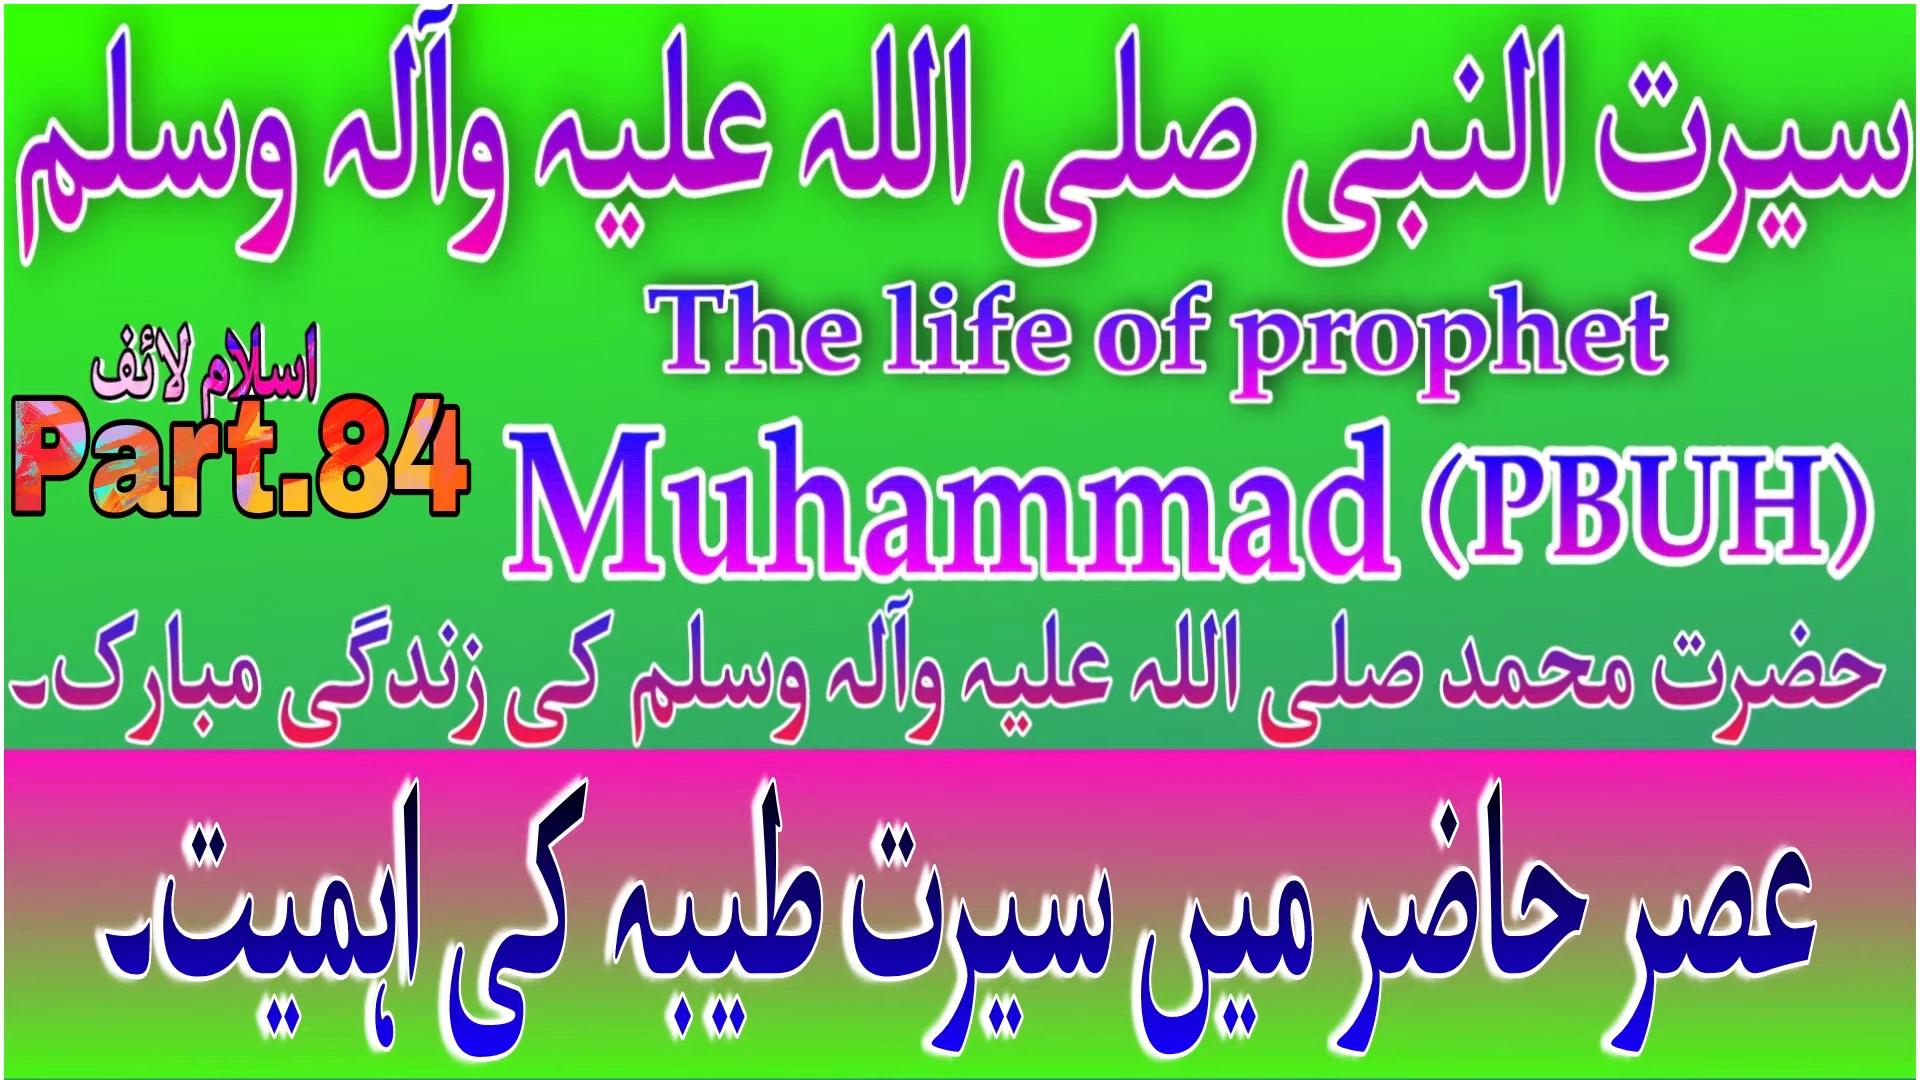 سیرت النبی صلی اللہ علیہ وآلہ وسلم
The life of prophet
اسلام لائف
Part.84
Muhammad (PBUH)
حضرت محمد صلی اللہ علیہ وآلہ وسلم کی زندگی مبارک۔
عصر حاضر میں سیرت طیبہ کی اہمیت۔